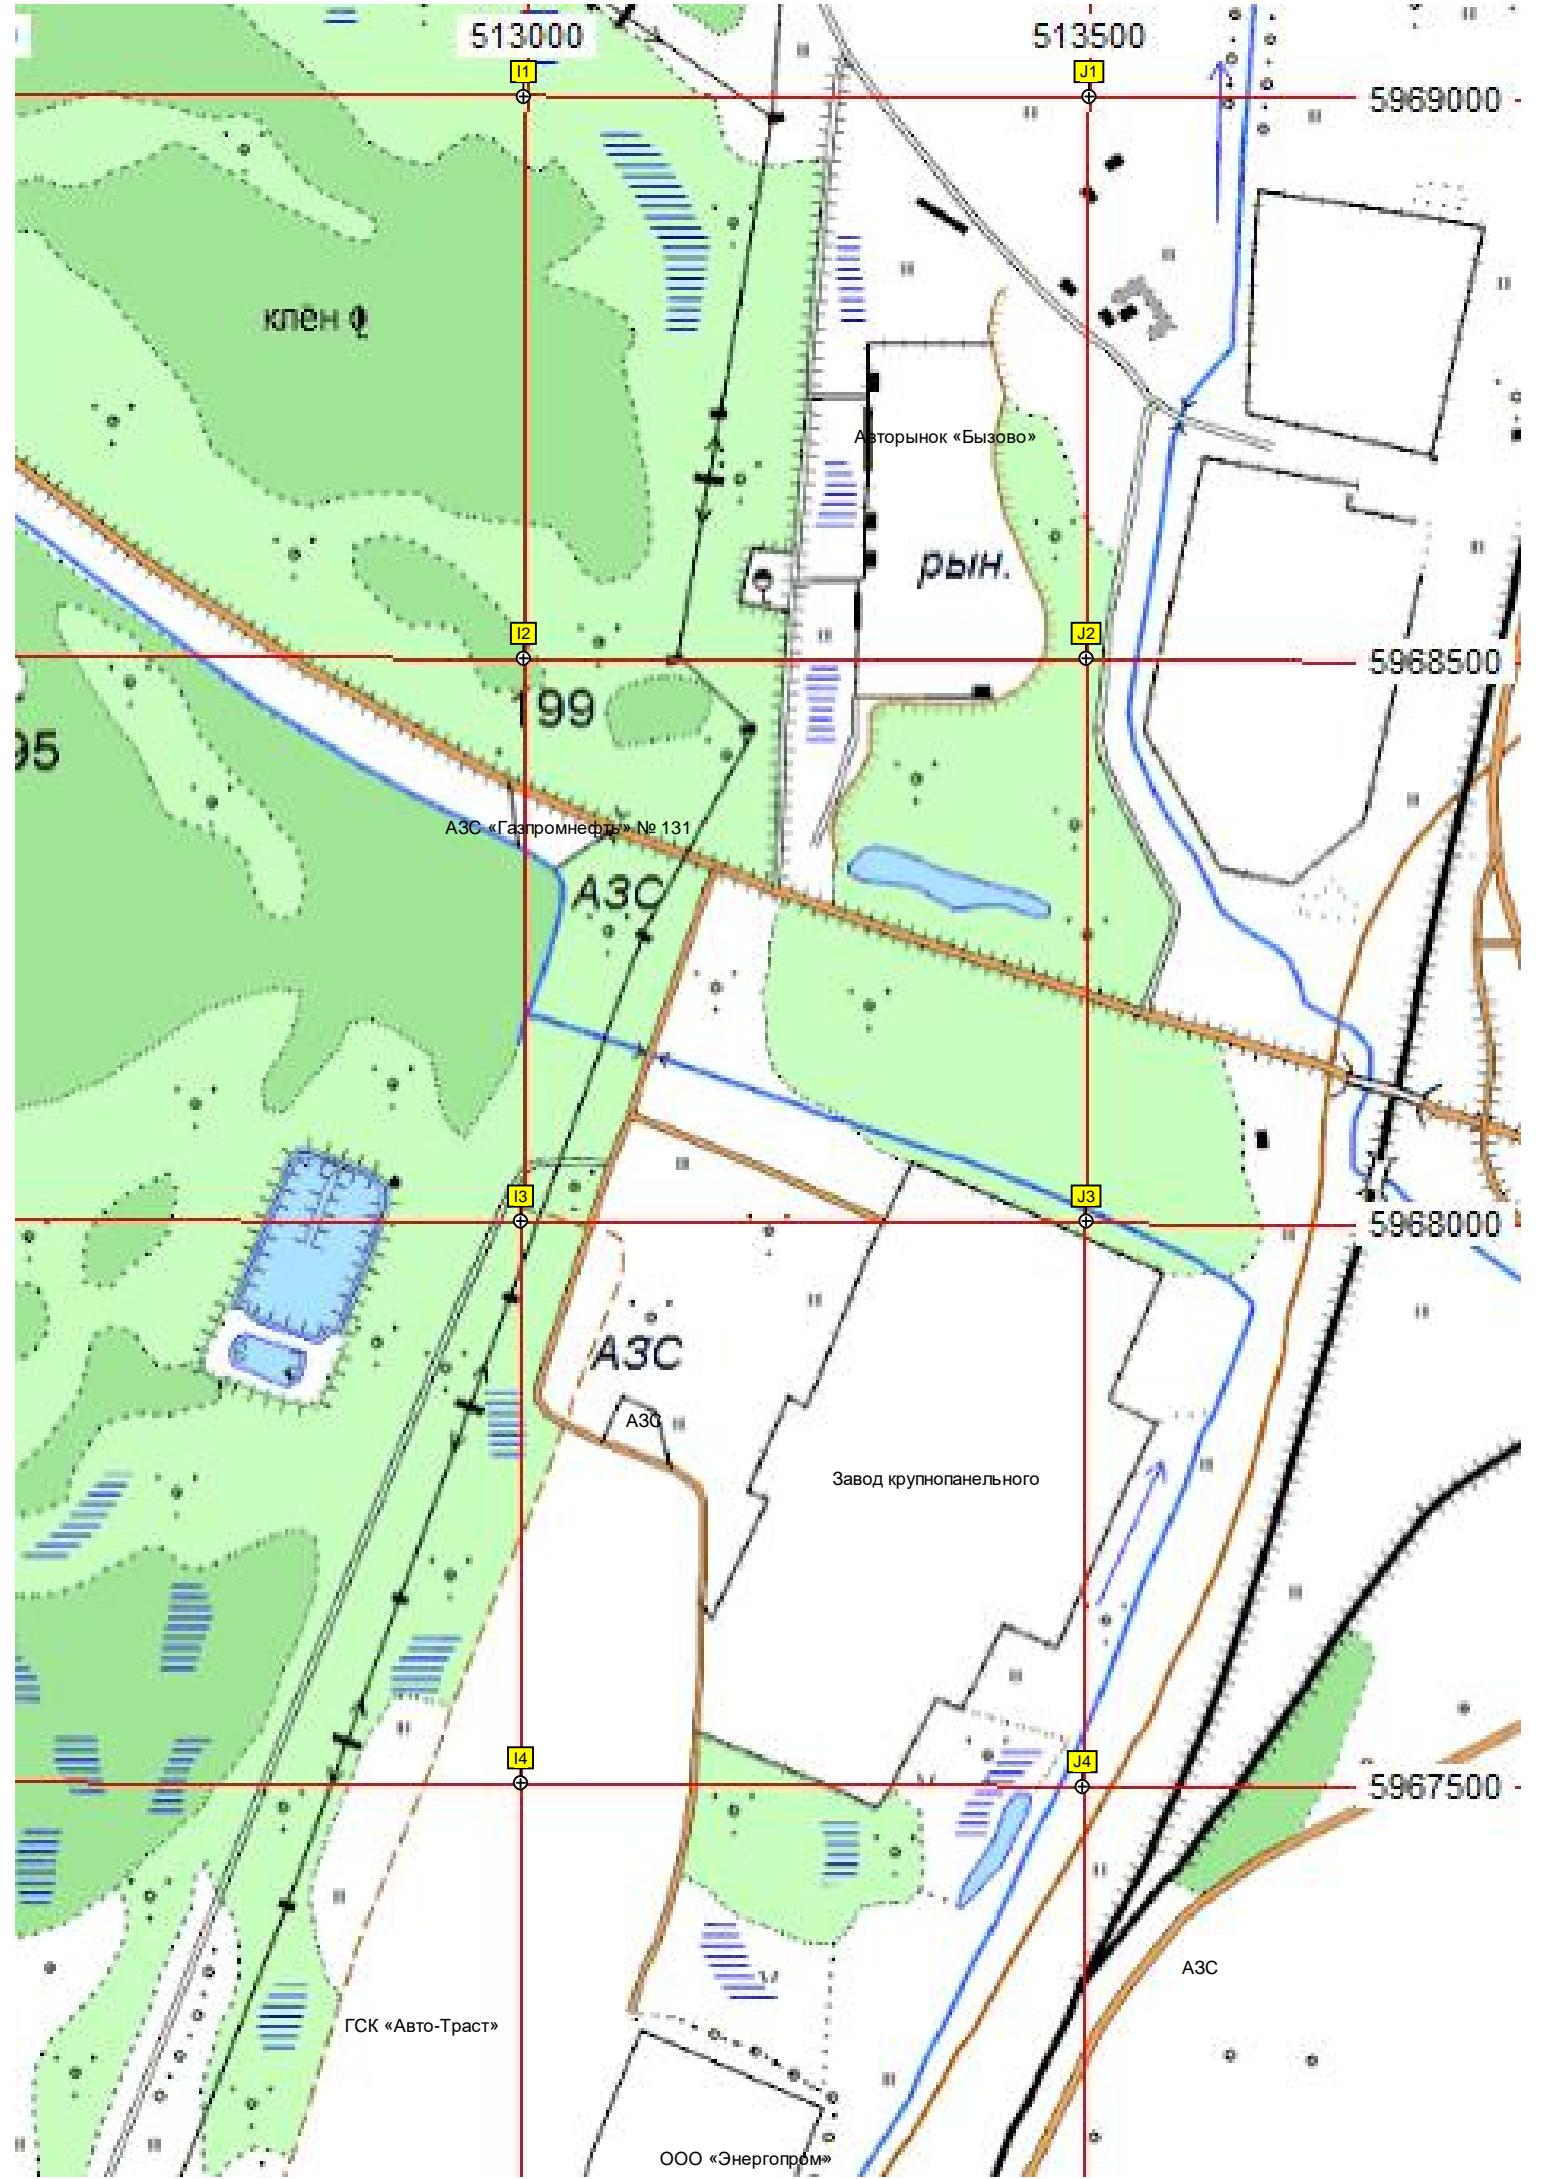 513000
513500
I1
J1
5969000
клён
Авторынок «Бызово»
рын.
I2
J2
5968500
199
95
АЗС «Газпромнефть» № 131
АЗС
I3
J3
5968000
АЗС
АЗС
Завод крупнопанельного
I4
J4
5967500
АЗС
ГСК «Авто-Траст»
ООО «Энергопром»